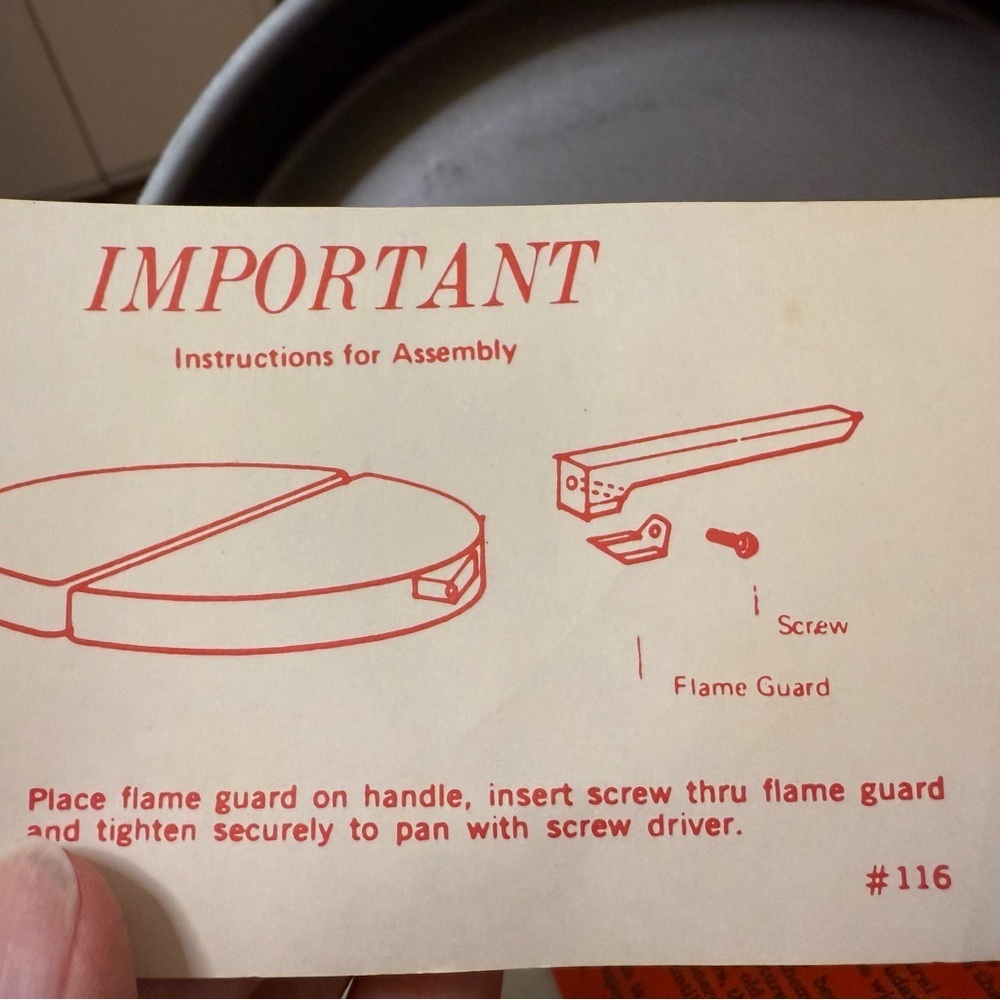 IMPORTANT
Instructions for Assembly
Screw
Flame Guard
Place flame guard on handle, insert screw thru flame guard
and tighten securely to pan with screw driver.
#116